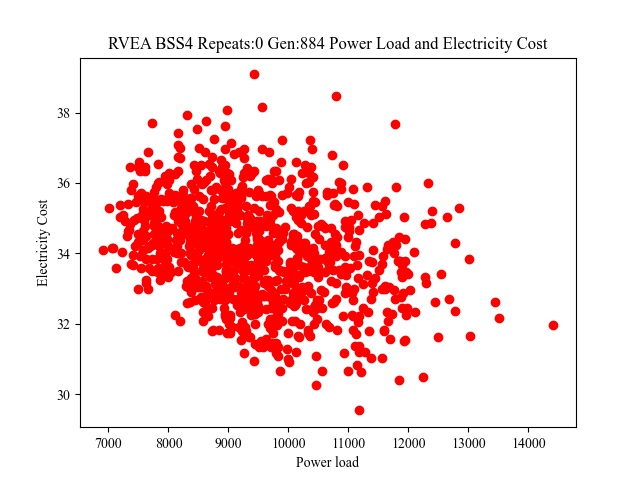 RVEA BSS4 Repeats:0 Gen:884 Power Load and Electricity Cost
Electricity Cost
38
36
34
32
30
7000 8000 9000 10000 11000 12000 13000 14000
Power load